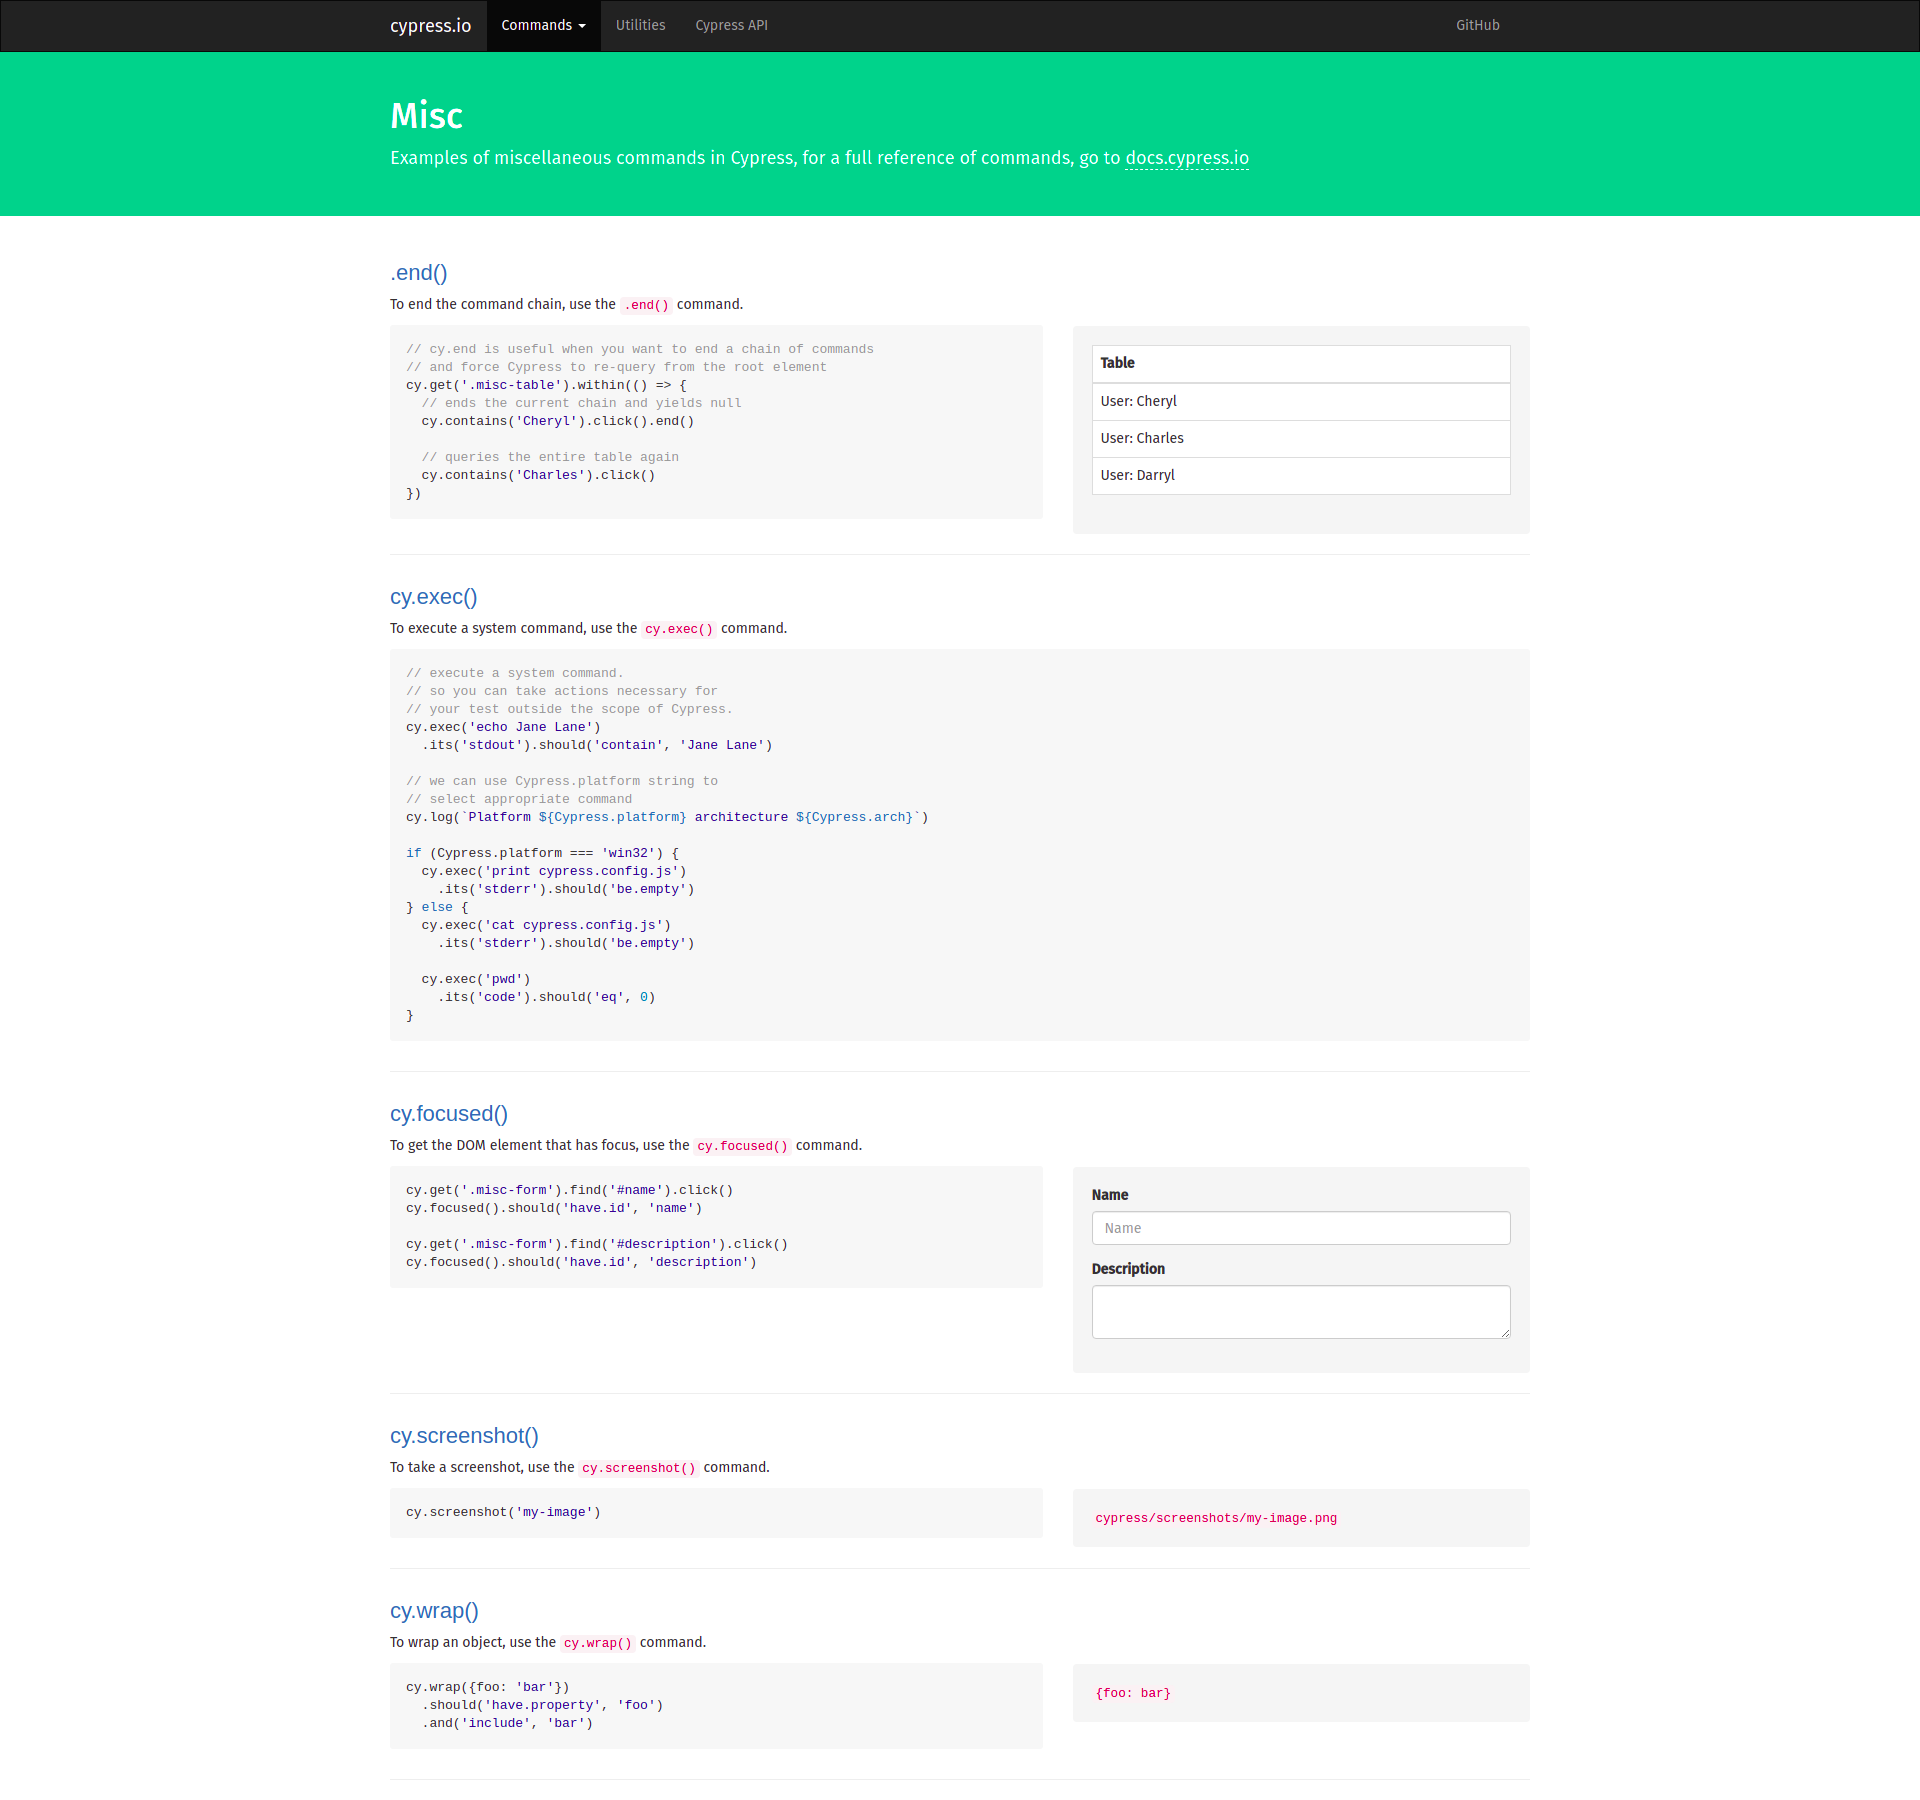 cypress.io Commands Utilities Cypress API GitHub
Misc
Examples of miscellaneous commands in Cypress, for a full reference of commands, go to docs.cypress.io
.end()
To end the command chain, use the .end() command.
// cy.end is useful when you want to end a chain of commands
// and force Cypress to re-query from the root element
cy.get('.misc-table').within(() => {
  // ends the current chain and yields null
  cy.contains('Cheryl').click().end()

  // queries the entire table again
  cy.contains('Charles').click()
})
Table
User: Cheryl
User: Charles
User: Darryl
cy.exec()
To execute a system command, use the cy.exec() command.
// execute a system command.
// so you can take actions necessary for
// your test outside the scope of Cypress.
cy.exec('echo Jane Lane')
  .its('stdout').should('contain', 'Jane Lane')

// we can use Cypress.platform string to
// select appropriate command
cy.log(`Platform ${Cypress.platform} architecture ${Cypress.arch}`)

if (Cypress.platform === 'win32') {
  cy.exec('print cypress.config.js')
    .its('stderr').should('be.empty')
} else {
  cy.exec('cat cypress.config.js')
    .its('stderr').should('be.empty')

  cy.exec('pwd')
    .its('code').should('eq', 0)
}
cy.focused()
To get the DOM element that has focus, use the cy.focused() command.
cy.get('.misc-form').find('#name').click()
cy.focused().should('have.id', 'name')

cy.get('.misc-form').find('#description').click()
cy.focused().should('have.id', 'description')
Name
Name
Description
cy.screenshot()
To take a screenshot, use the cy.screenshot() command.
cy.screenshot('my-image')
cypress/screenshots/my-image.png
cy.wrap()
To wrap an object, use the cy.wrap() command.
cy.wrap({foo: 'bar'})
  .should('have.property', 'foo')
  .and('include', 'bar')
{foo: bar}